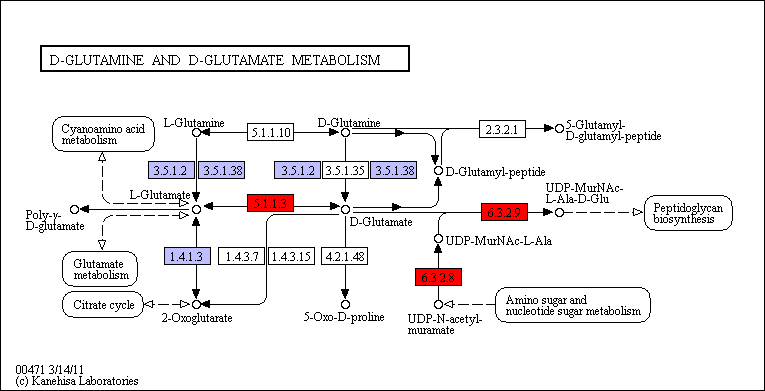 D-GLUTAMINE AND D-GLUTAMATE METABOLISM
Cyanoamino acid
metabolism
L-Glutamine
5.1.1.10
D-Glutamine
2.3.2.1
5-Glutamyl-
D-glutamyl-peptide
3.5.1.2
3.5.1.38
3.5.1.2
3.5.1.35
3.5.1.38
D-Glutamyl-peptide
L-Glutamate
5.1.1.3
D-Glutamate
Poly-γ-
D-glutamate
6.3.2.9
UDP-MurNAc-
L-Ala-D-Glu
Peptidoglycan
biosynthesis
UDP-MurNAc-L-Ala
Glutamate
metabolism
1.4.1.3
1.4.3.7
1.4.3.15
4.2.1.48
6.3.2.8
Citrate cycle
2-Oxoglutarate
5-Oxo-D-proline
UDP-N-acetyl-
muramate
Amino sugar and
nucleotide sugar metabolism
00471 3/14/11
(c) Kanehisa Laboratories